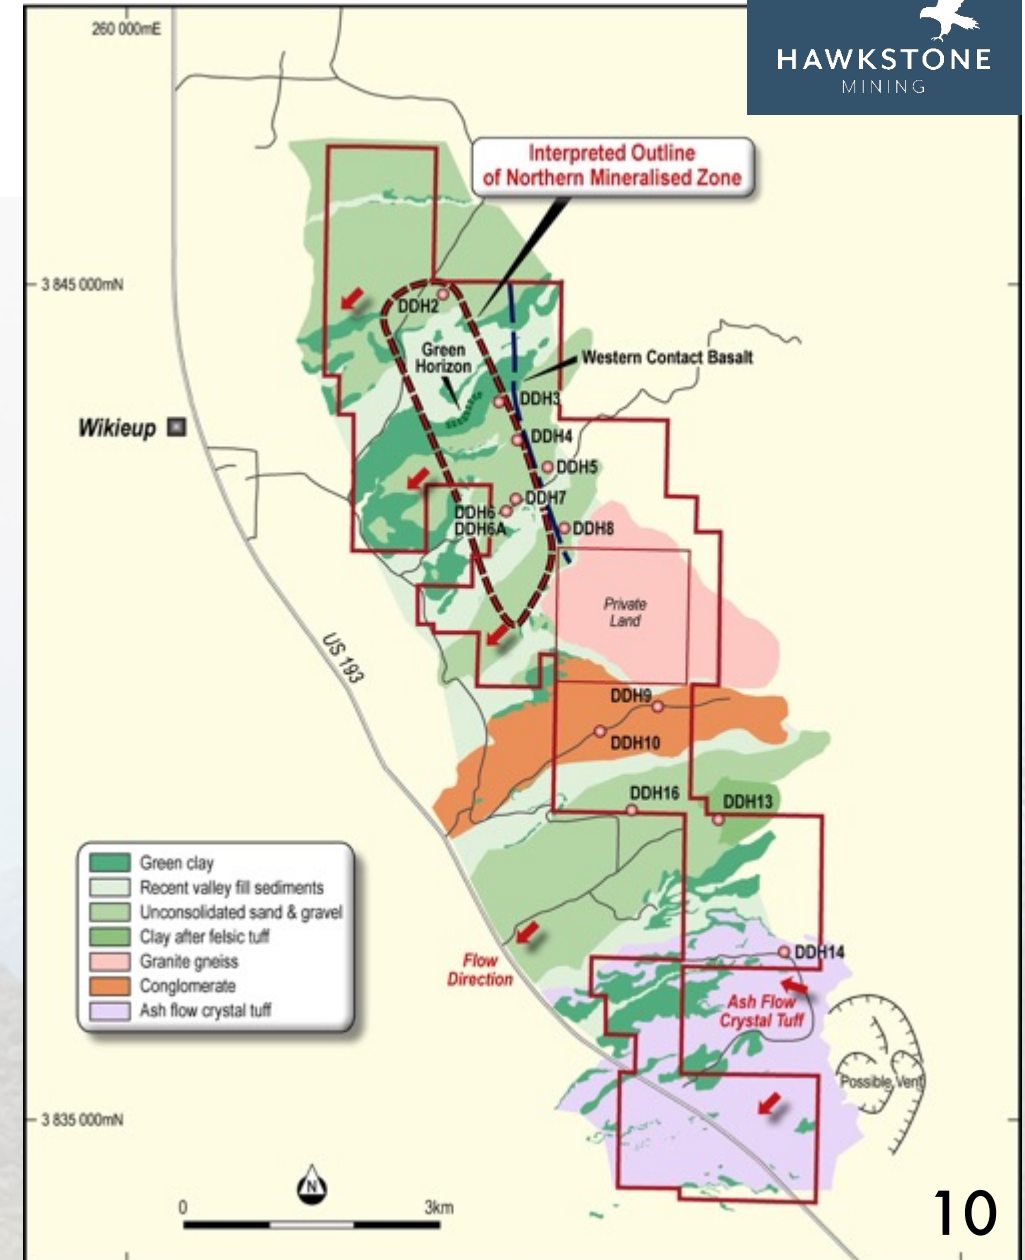 260 000mE
HAWKSTONE
MINING
Interpreted Outline
of Northern Mineralised Zone
3 845 000mN
DDH2
Green
Horizon
Western Contact Basalt
DDH3
Wikieup
DDH4
DDH5
DDH7
DDH6
DDH6A
DDH8
Private
Land
US 193
DDH9
DDH10
DDH16
DDH13
Green clay
Recent valley fill sediments
Unconsolidated sand & gravel
Clay after felsic tuff
Granite gneiss
Conglomerate
Ash flow crystal tuff
Flow
Direction
DDH14
Ash Flow
Crystal Tuff
Possible Vent
3 835 000mN
N
0 3km
10